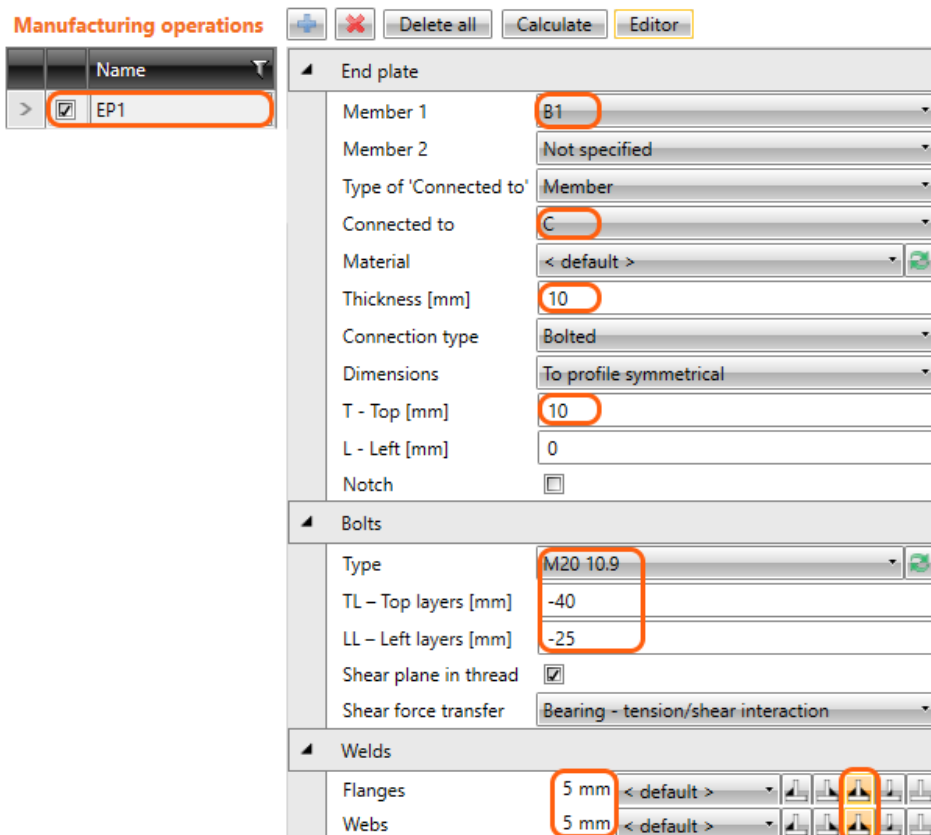 Manufacturing operations Delete all Calculate Editor
Name
> EP1
End plate
Member 1 B1
Member 2 Not specified
Type of 'Connected to' Member
Connected to C
Material < default >
Thickness [mm] 10
Connection type Bolted
Dimensions To profile symmetrical
T - Top [mm] 10
L - Left [mm] 0
Notch
Bolts
Type M20 10.9
TL – Top layers [mm] -40
LL – Left layers [mm] -25
Shear plane in thread
Shear force transfer Bearing - tension/shear interaction
Welds
Flanges 5 mm < default >
Webs 5 mm < default >